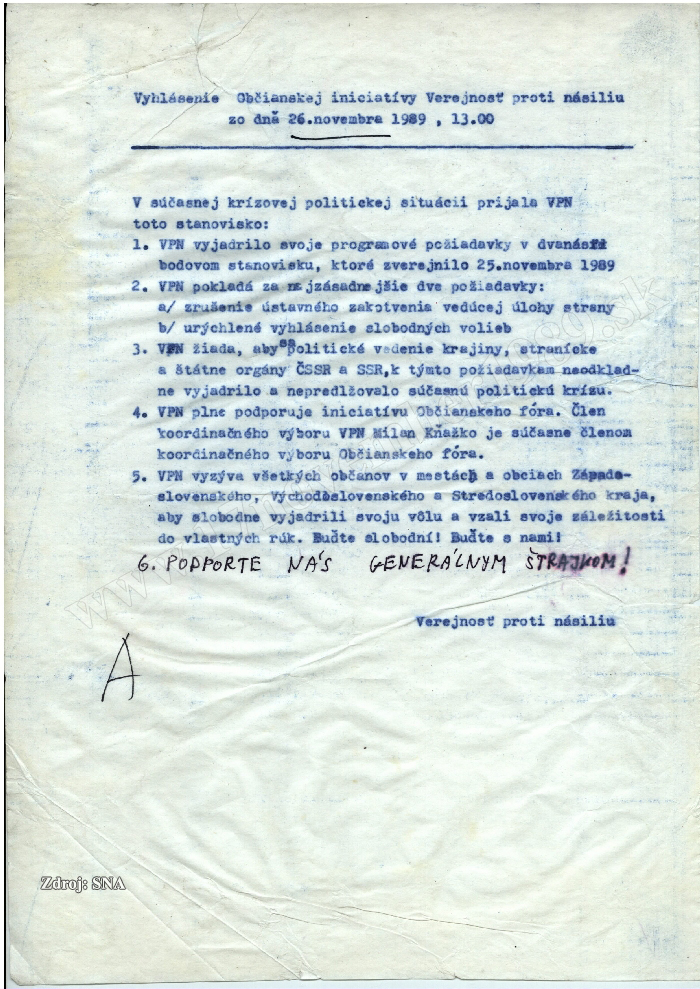 Vyhlásenie Občianskej iniciatívy Verejnosť proti násiliu
zo dňa 26.novembra 1989 , 13.00
V súčasnej krízovej politickej situácii prijala VPN
toto stanovisko:
1. VPN vyjadrilo svoje programové požiadavky v dvanásťi
bodovom stanovisku, ktoré zverejnilo 25.novembra 1989
2. VPN pokladá za najzásadnejšie dve požiadavky:
a/ zrušenie ústavného zakotvenia vedúcej úlohy strany
b/ urýchlené vyhlásenie slobodných volieb
3. VPN žiada, aby sa politické vedenie krajiny, stranícke
a štátne orgány ČSSR a SSR,k týmto požiadavkam neodklad-
ne vyjadrilo a nepredlžovalo súčasnú politickú krízu.
4. VPN plne podporuje iniciatívu Občianskeho fóra. Člen
koordinačného výboru VPN Milan Kňažko je súčasne členom
koordinačného výboru Občianskeho fóra.
5. VPN vyzýva všetkých občanov v mestách a obciach Západo-
slovenského, Východoslovenského a Stredoslovenského kraja,
aby slobodne vyjadrili svoju vôlu a vzali svoje záležitosti
do vlastných rúk. Buďte slobodní! Buďte s nami!
6. PODPORTE NÁS GENERÁLNYM ŠTRAJKOM!
Verejnosť proti násiliu
A
Zdroj: SNA